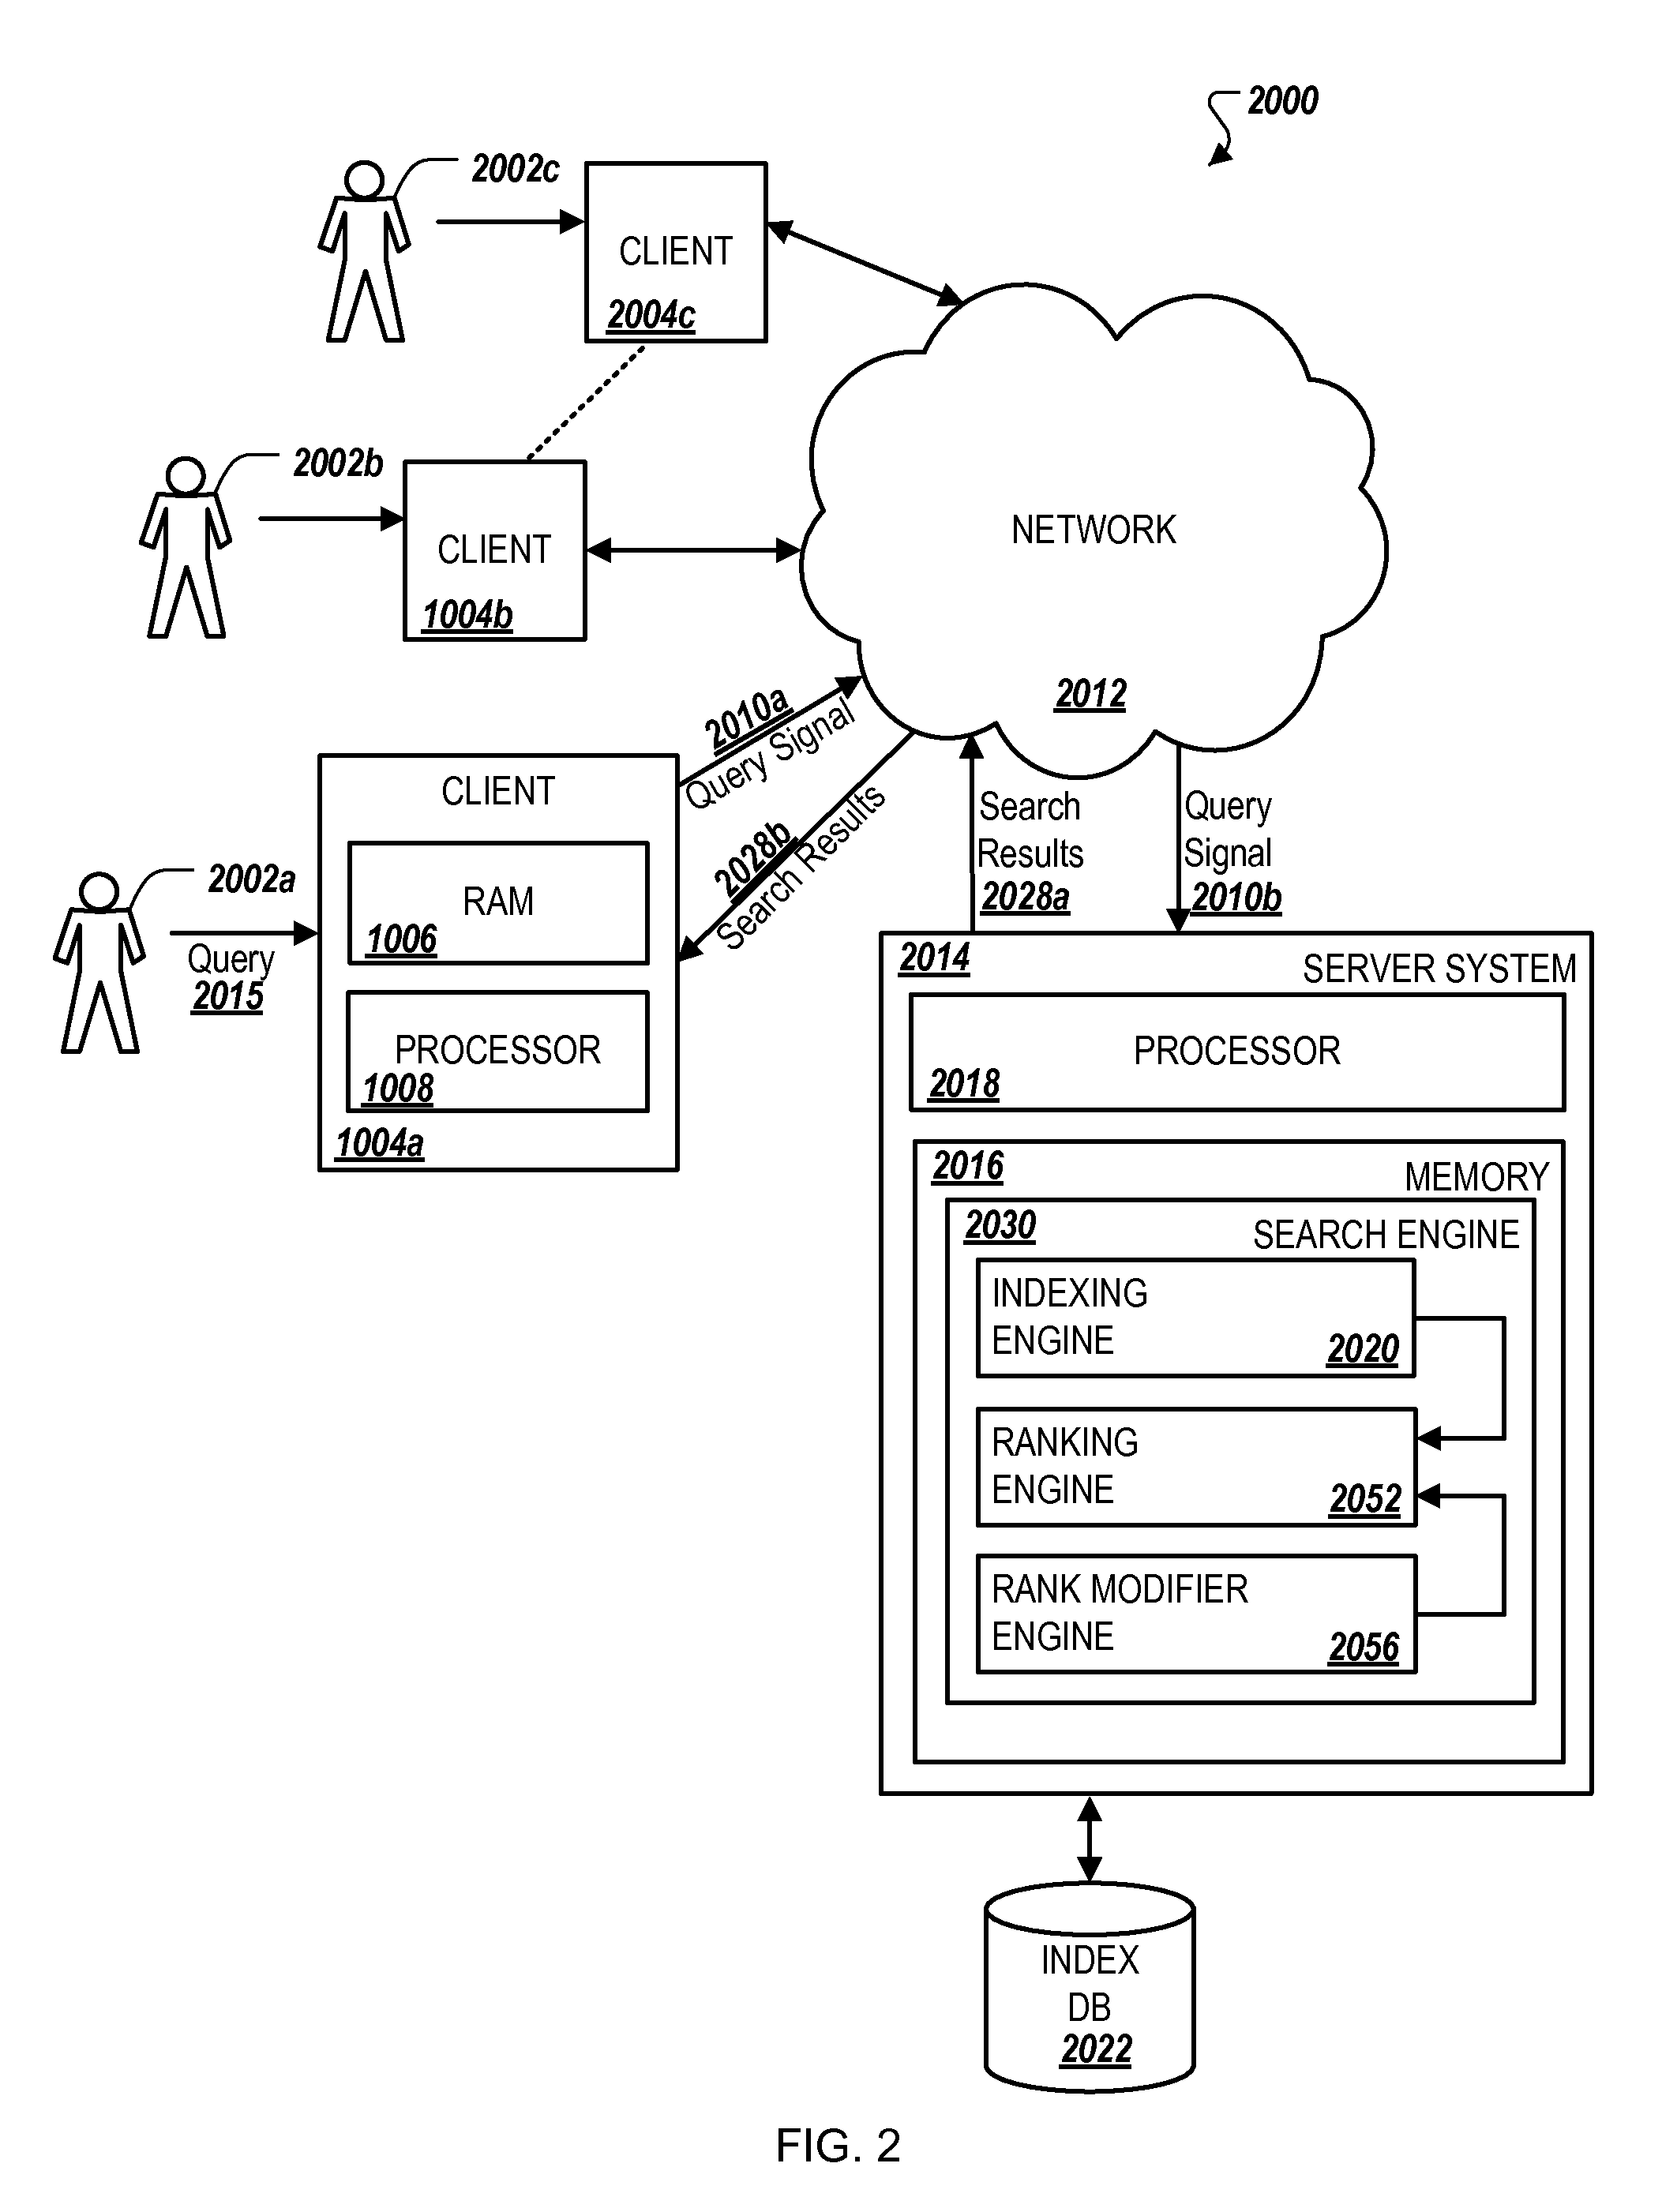 2000
2002c
CLIENT
2004c
2002b
CLIENT
1004b
NETWORK
2012
2010a
Query Signal
2028b
Search Results
Search
Results
2028a
Query
Signal
2010b
2002a
Query
2015
CLIENT
RAM
1006
PROCESSOR
1008
1004a
2014
SERVER SYSTEM
PROCESSOR
2018
2016
MEMORY
2030
SEARCH ENGINE
INDEXING
ENGINE
2020
RANKING
ENGINE
2052
RANK MODIFIER
ENGINE
2056
INDEX
DB
2022
FIG. 2